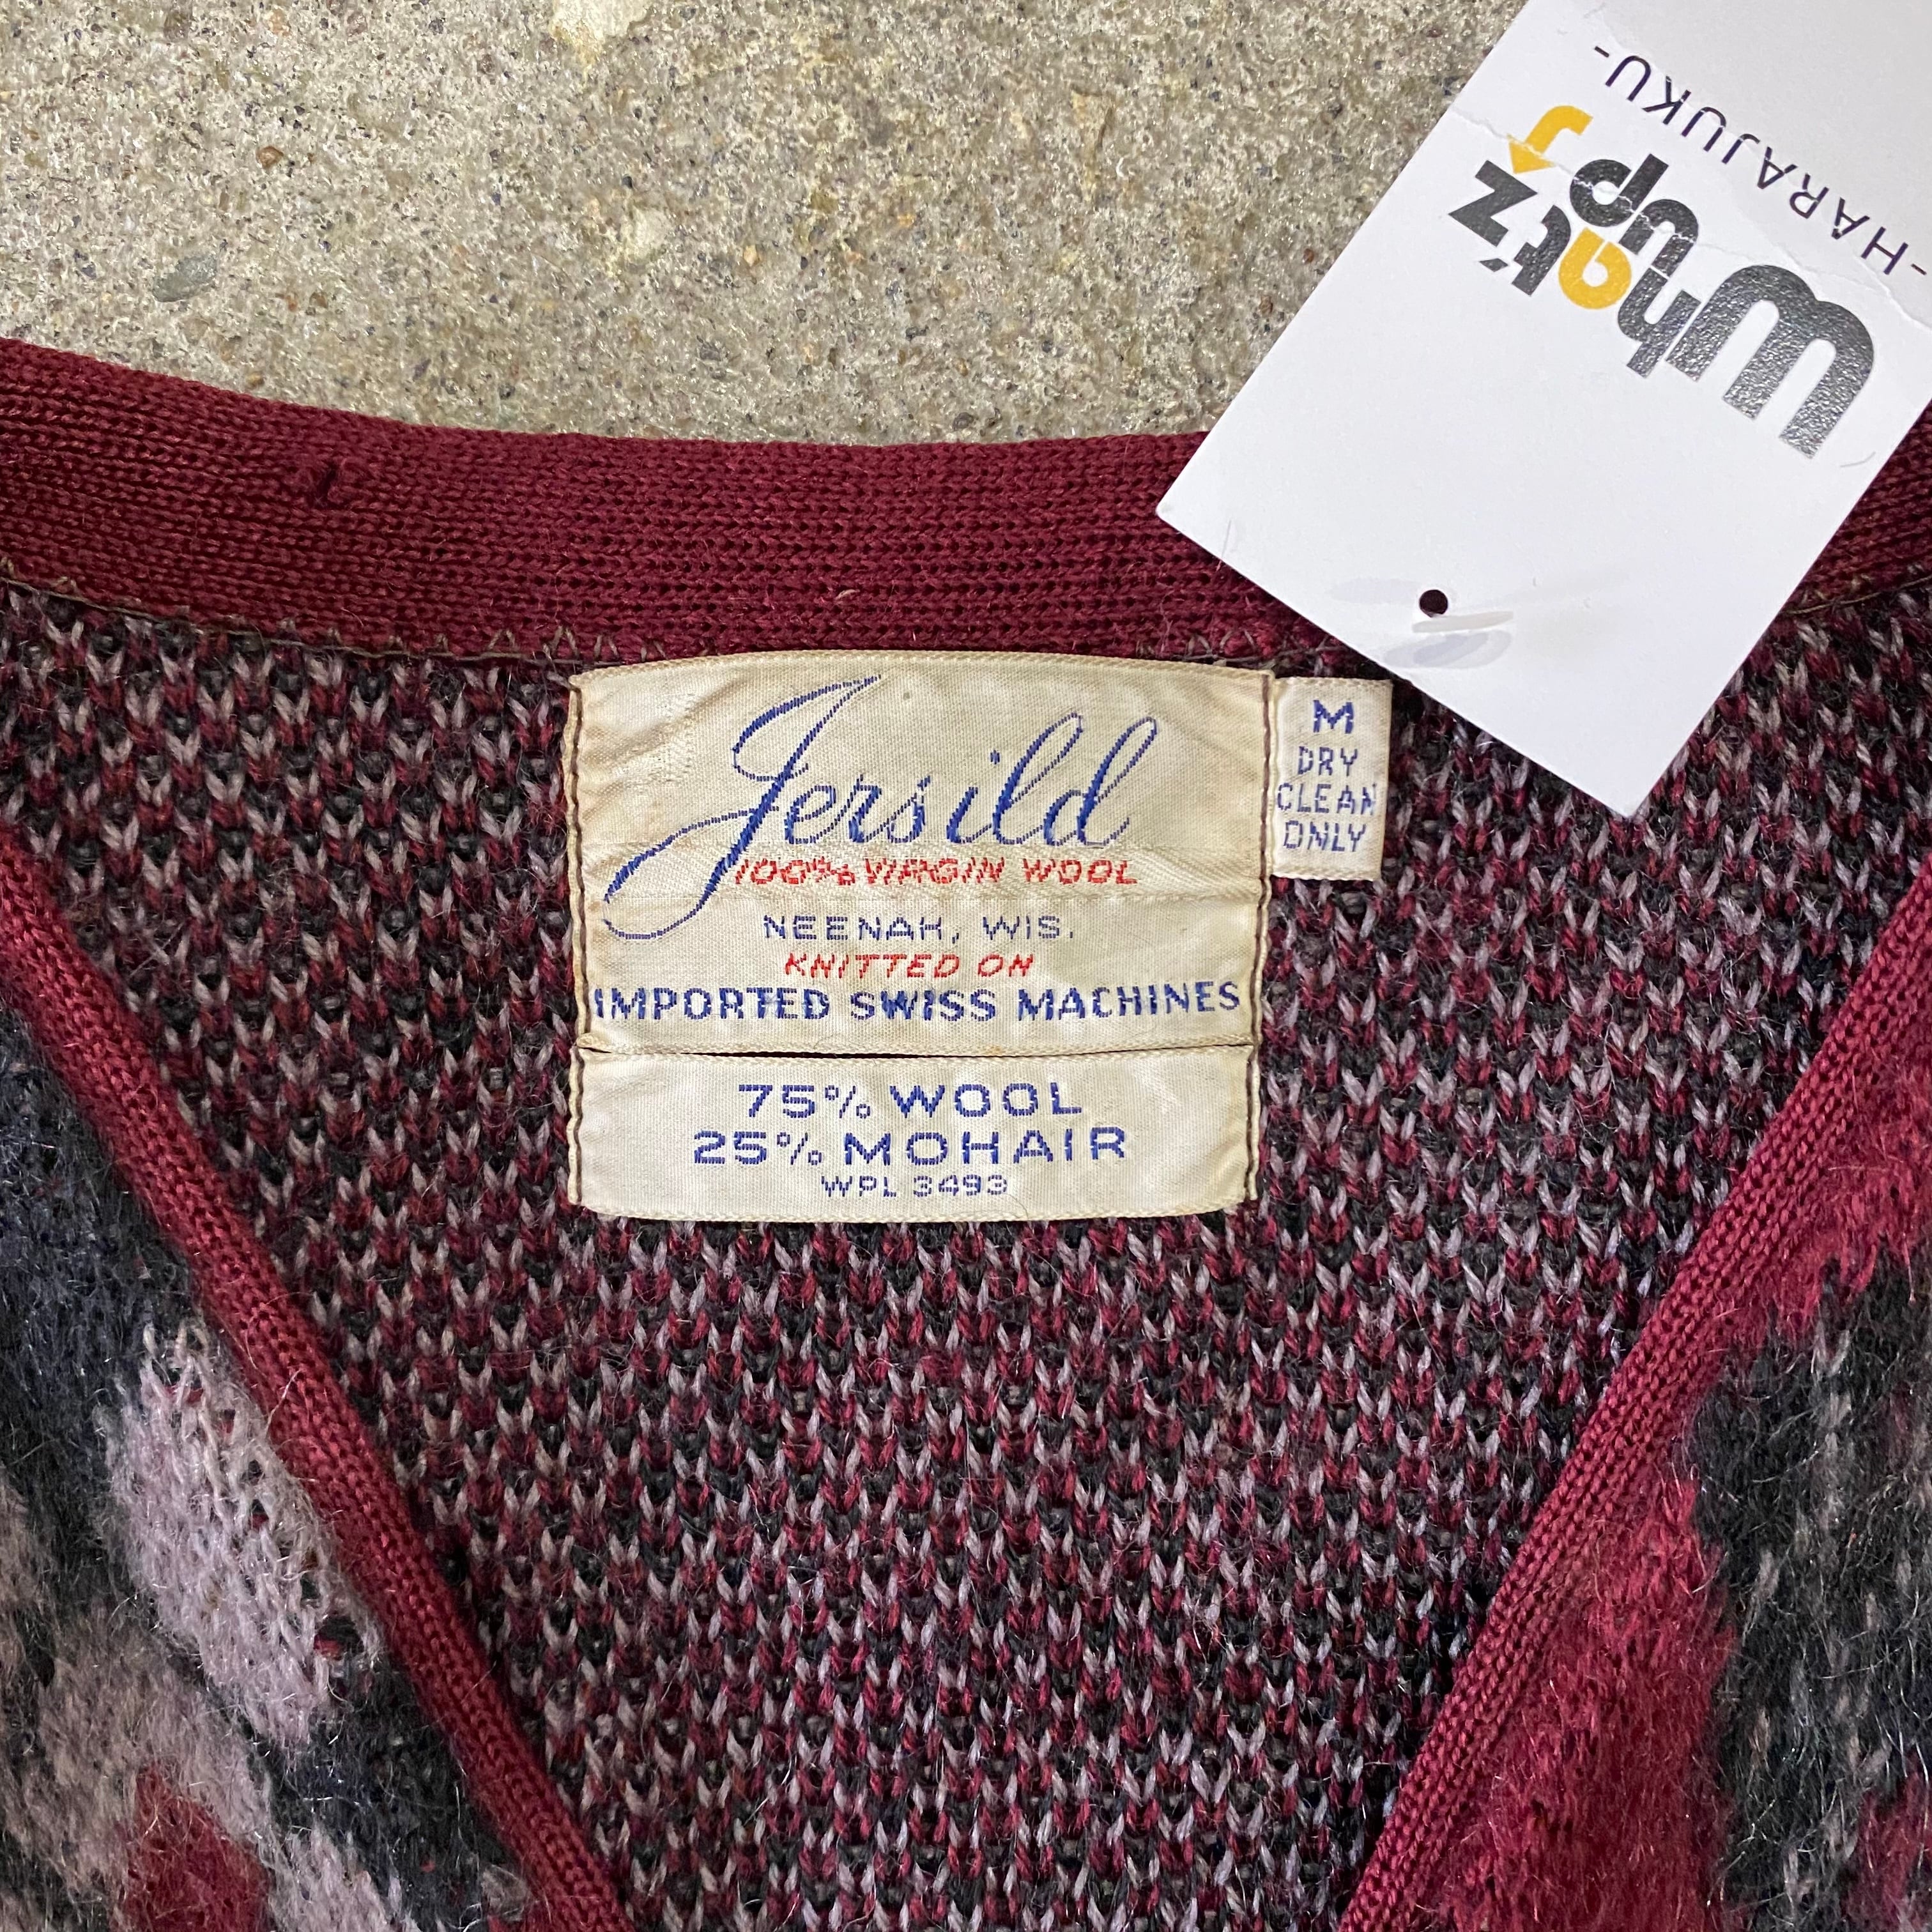 -HARAJUKU-
What'z
up
Jersild
100% VIRGIN WOOL
NEENAH, WIS.
KNITTED ON
IMPORTED SWISS MACHINES
M
DRY
CLEAN
ONLY
75% WOOL
25% MOHAIR
WPL 3493